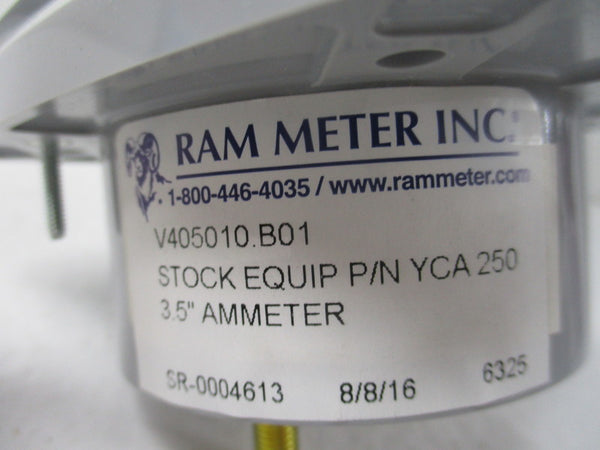 RAM METER INC.
1-800-446-4035 / www.rammeter.com
V405010.B01
STOCK EQUIP P/N YCA 250
3.5" AMMETER
SR-0004613 8/8/16 6325